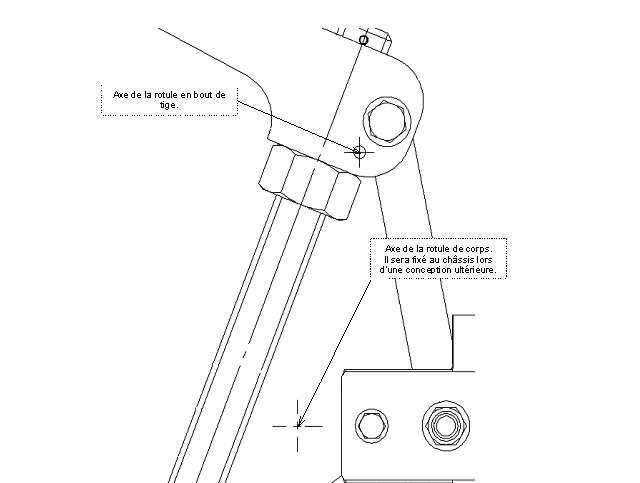 Axe de la rotule en bout de
tige.
Axe de la rotule de corps.
Il sera fixé au châssis lors
d'une conception ultérieure.